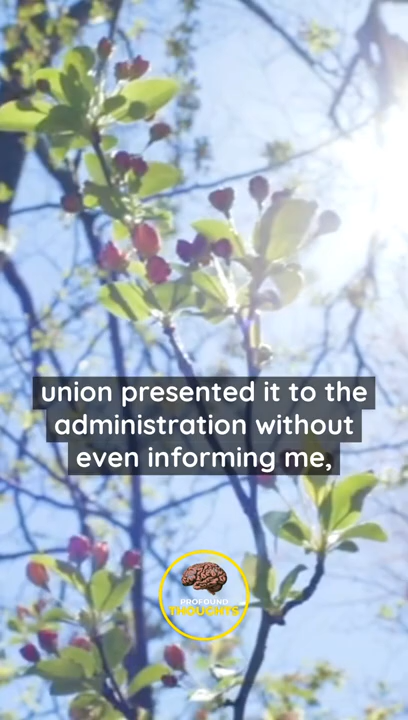 union presented it to the
administration without
even informing me,
PROFOUND
THOUGHTS